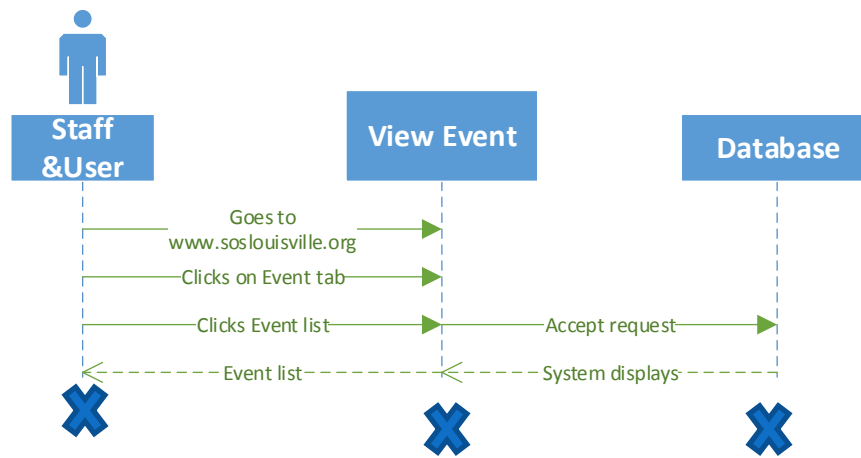 Staff
&User
View Event
Database
Goes to
www.soslouisville.org
Clicks on Event tab
Clicks Event list
Accept request
Event list
System displays